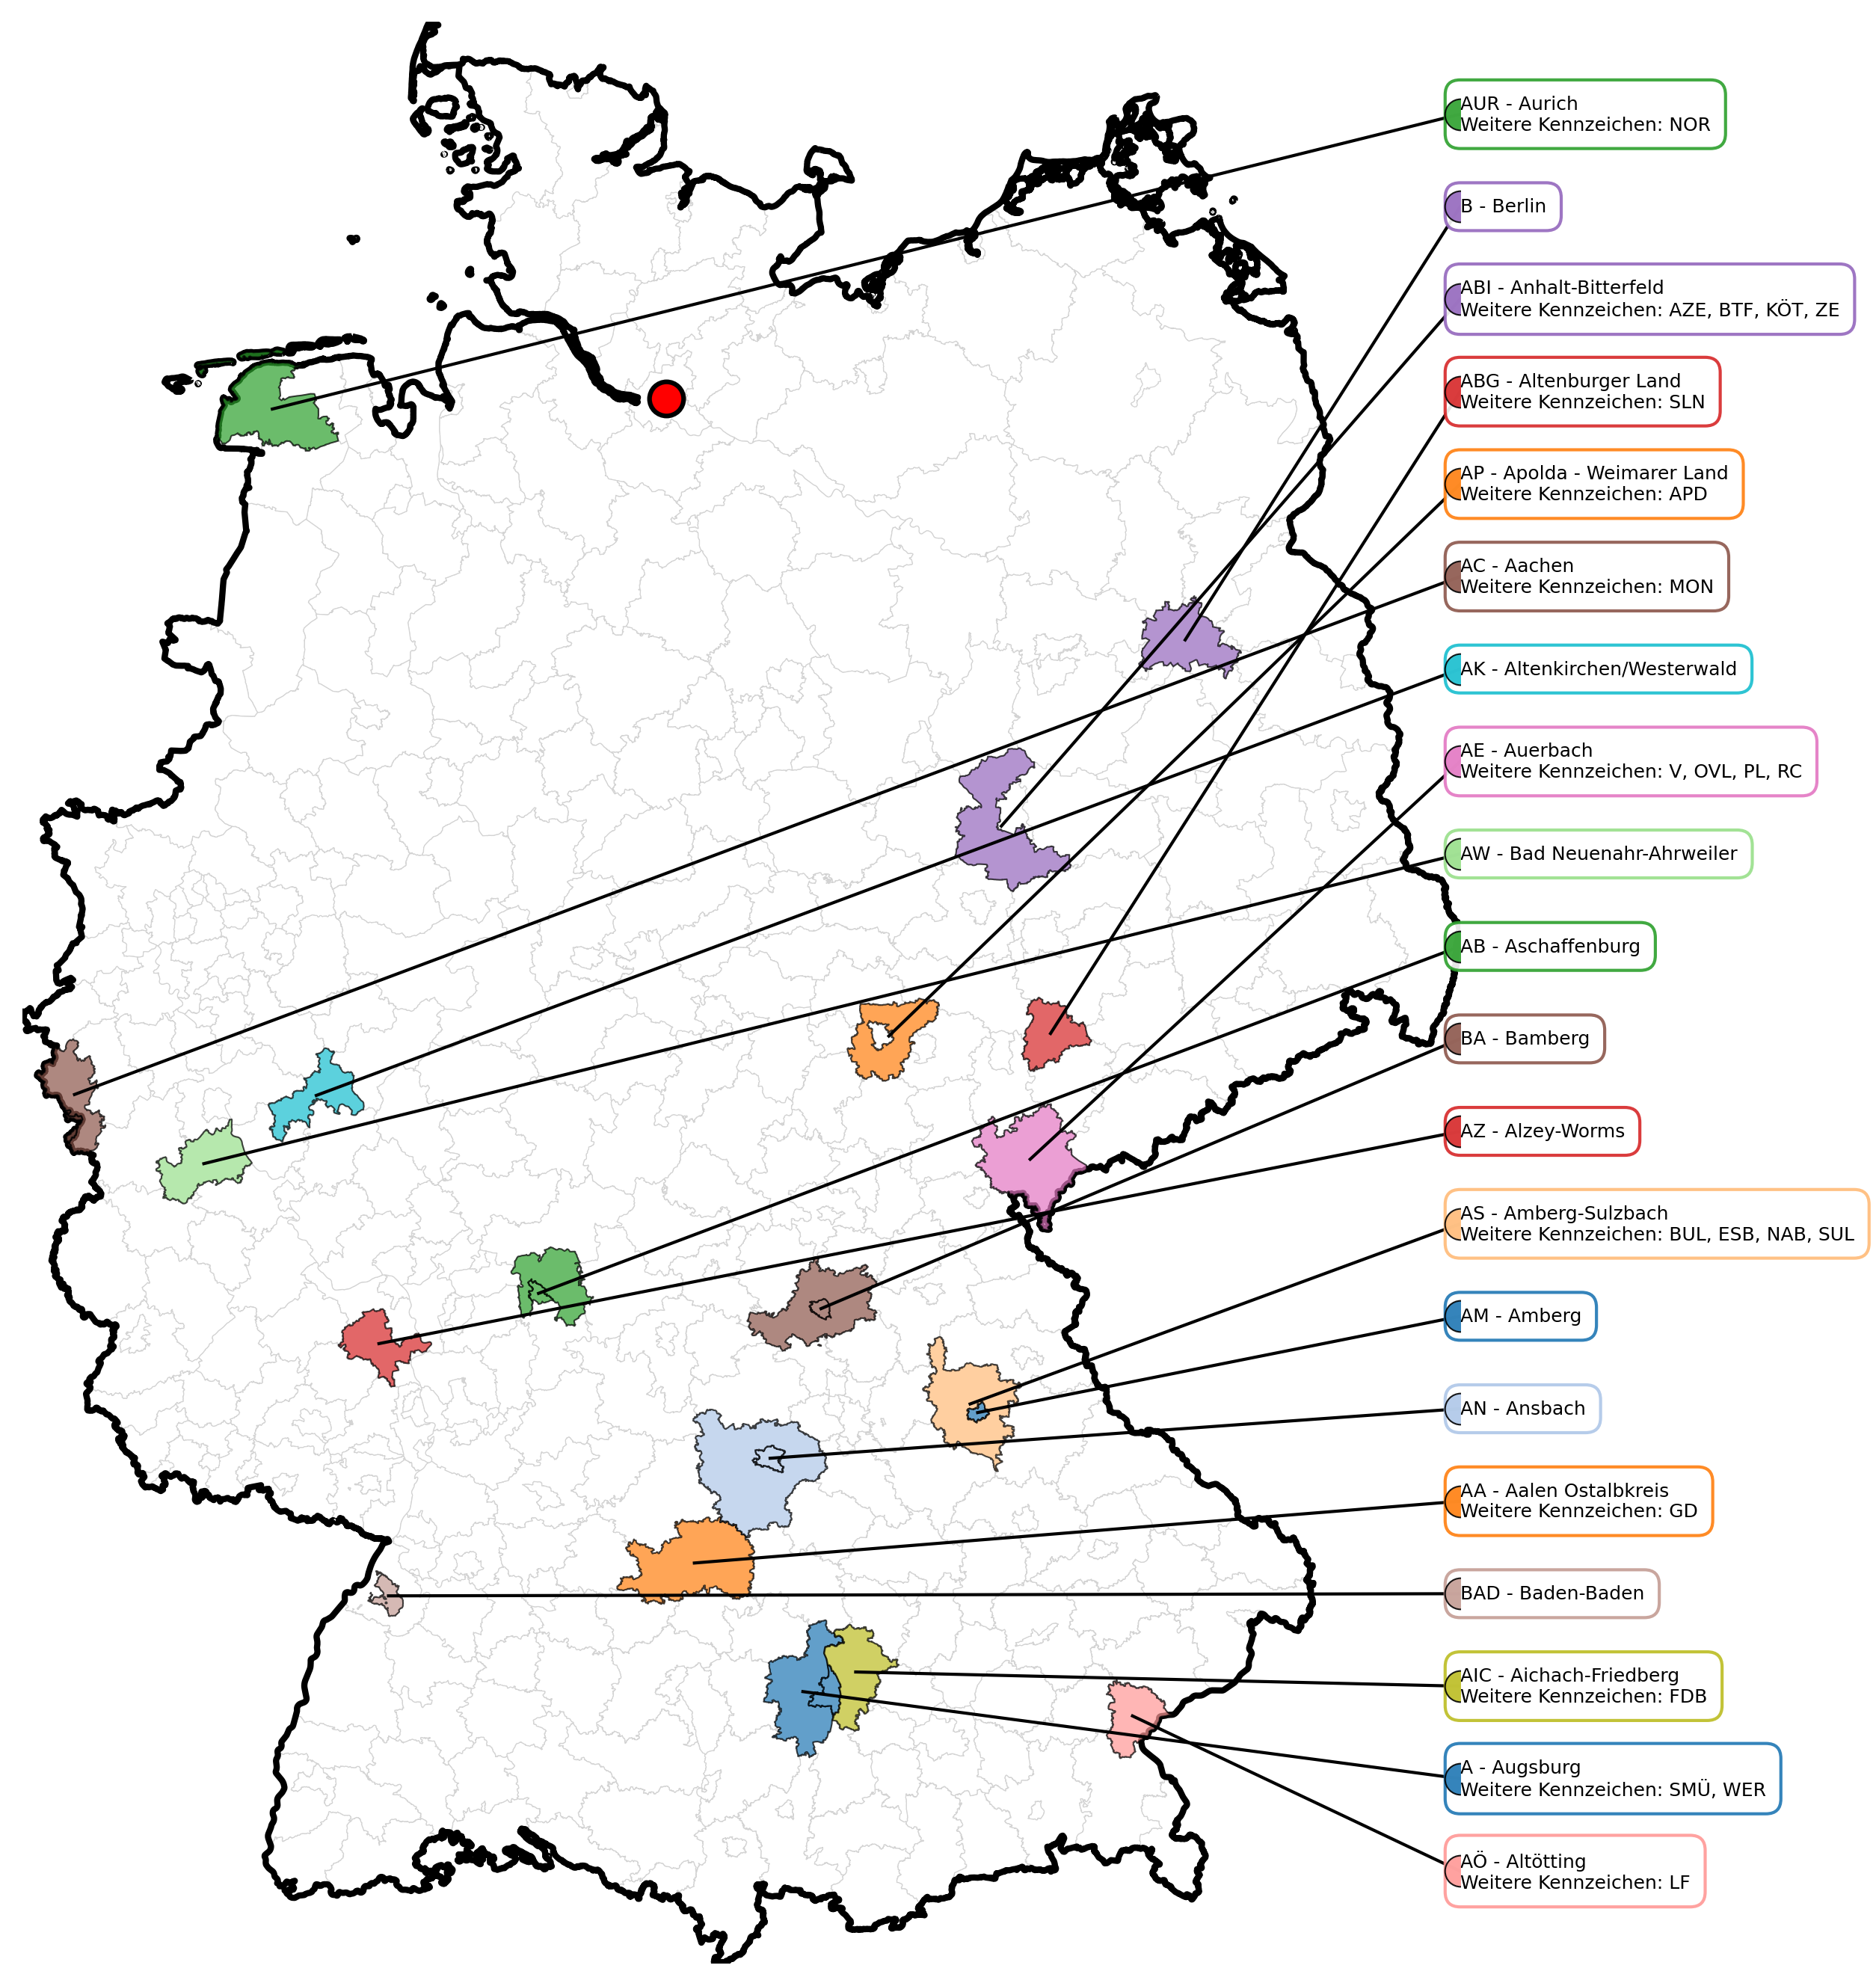 AUR - Aurich
Weitere Kennzeichen: NOR
B - Berlin
ABI - Anhalt-Bitterfeld
Weitere Kennzeichen: AZE, BTF, KÖT, ZE
ABG - Altenburger Land
Weitere Kennzeichen: SLN
AP - Apolda - Weimarer Land
Weitere Kennzeichen: APD
AC - Aachen
Weitere Kennzeichen: MON
AK - Altenkirchen/Westerwald
AE - Auerbach
Weitere Kennzeichen: V, OVL, PL, RC
AW - Bad Neuenahr-Ahrweiler
AB - Aschaffenburg
BA - Bamberg
AZ - Alzey-Worms
AS - Amberg-Sulzbach
Weitere Kennzeichen: BUL, ESB, NAB, SUL
AM - Amberg
AN - Ansbach
AA - Aalen Ostalbkreis
Weitere Kennzeichen: GD
BAD - Baden-Baden
AIC - Aichach-Friedberg
Weitere Kennzeichen: FDB
A - Augsburg
Weitere Kennzeichen: SMÜ, WER
AÖ - Altötting
Weitere Kennzeichen: LF